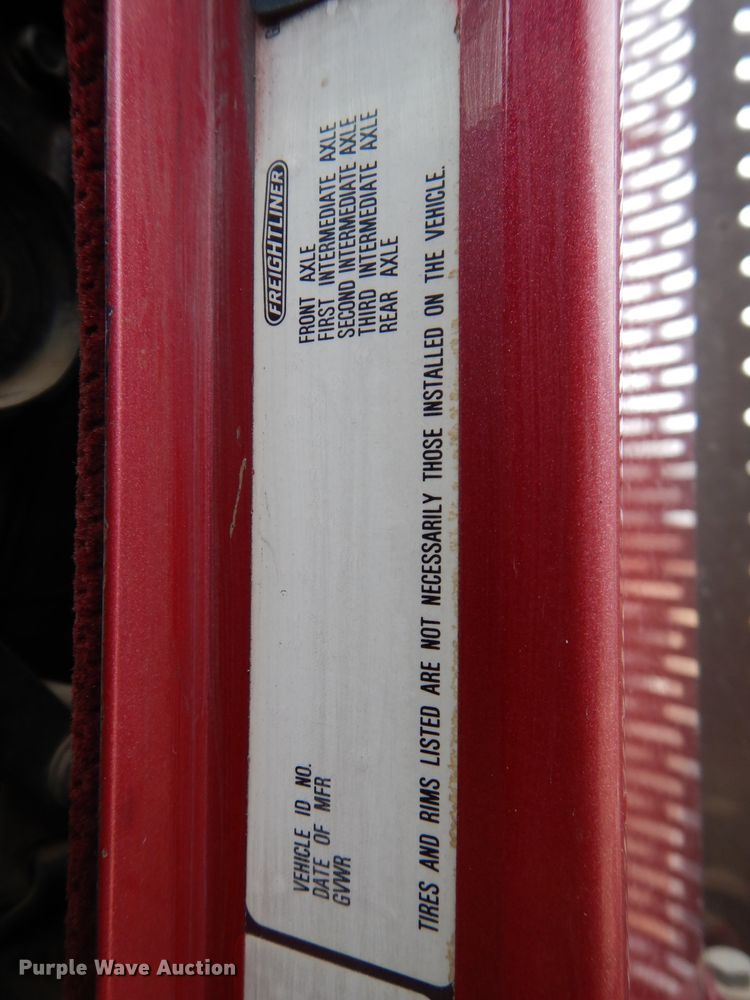 FREIGHTLINER
VEHICLE ID NO.
DATE OF MFR
GVWR
FRONT AXLE
FIRST INTERMEDIATE AXLE
SECOND INTERMEDIATE AXLE
THIRD INTERMEDIATE AXLE
REAR AXLE
TIRES AND RIMS LISTED ARE NOT NECESSARILY THOSE INSTALLED ON THE VEHICLE.
Purple Wave Auction